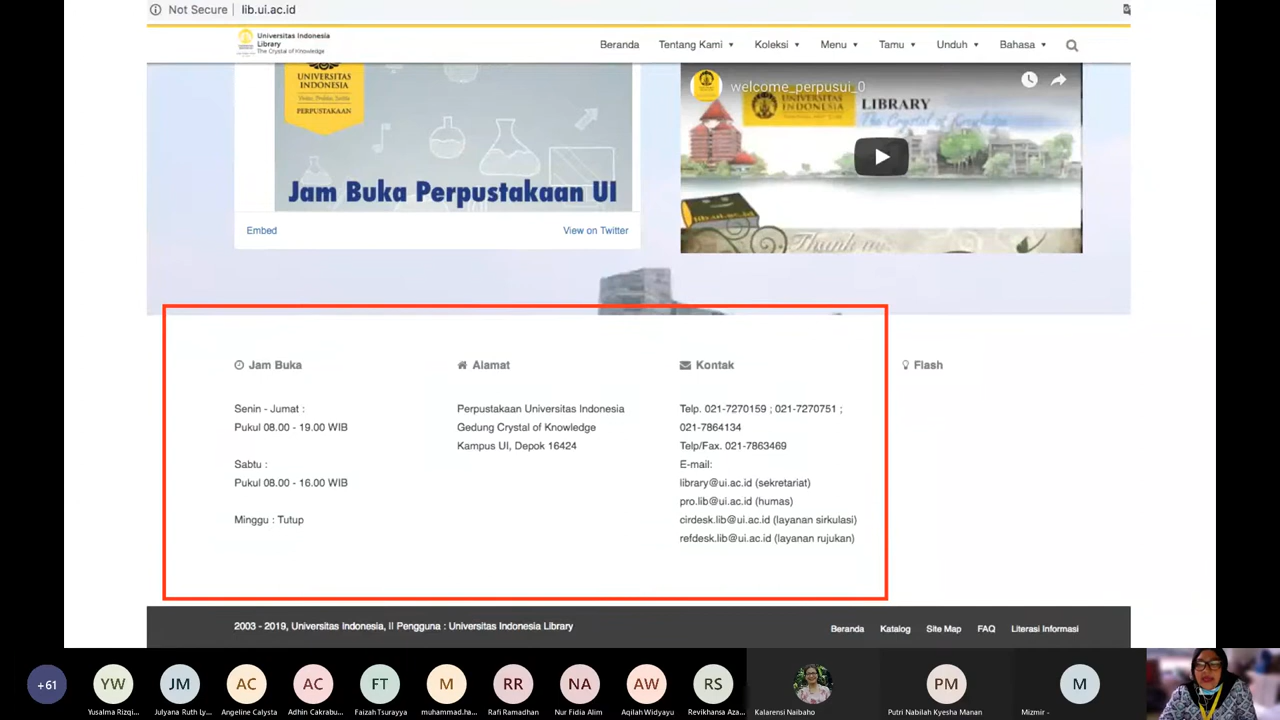 Not Secure
lib.ui.ac.id
Universitas Indonesia
Library
The Crystal of Knowledge
Beranda
Tentang Kami
Koleksi
Menu
Tamu
Unduh
Bahasa
UNIVERSITAS
INDONESIA
PERPUSTAKAAN
Jam Buka Perpustakaan UI
Embed
View on Twitter
welcome_perpusui_0
UNIVERSITAS
INDONESIA
LIBRARY
The Crystal of Knowledge
lib.ui.ac.id
Jam Buka
Senin - Jumat :
Pukul 08.00 - 19.00 WIB
Sabtu :
Pukul 08.00 - 16.00 WIB
Minggu : Tutup
Alamat
Perpustakaan Universitas Indonesia
Gedung Crystal of Knowledge
Kampus UI, Depok 16424
Kontak
Telp. 021-7270159 ; 021-7270751 ;
021-7864134
Telp/Fax. 021-7863469
E-mail:
library@ui.ac.id (sekretariat)
pro.lib@ui.ac.id (humas)
cirdesk.lib@ui.ac.id (layanan sirkulasi)
refdesk.lib@ui.ac.id (layanan rujukan)
Flash
2003 - 2019, Universitas Indonesia, II Pengguna : Universitas Indonesia Library
Beranda
Katalog
Site Map
FAQ
Literasi Informasi
+61
YW
Yusalma Rizqi...
JM
Julyana Ruth Ly...
AC
Angeline Calysta
AC
Adhin Cakrabu...
FT
Faizah Tsurayya
M
muhammad.ha...
RR
Rafi Ramadhan
NA
Nur Fidia Alim
AW
Aqilah Widyayu
RS
Revikhansa Aza...
Kalarensi Naibaho
PM
Putri Nabilah Kyesha Manan
M
Mizmir -